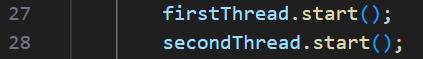 27 firstThread.start();
28 secondThread.start();